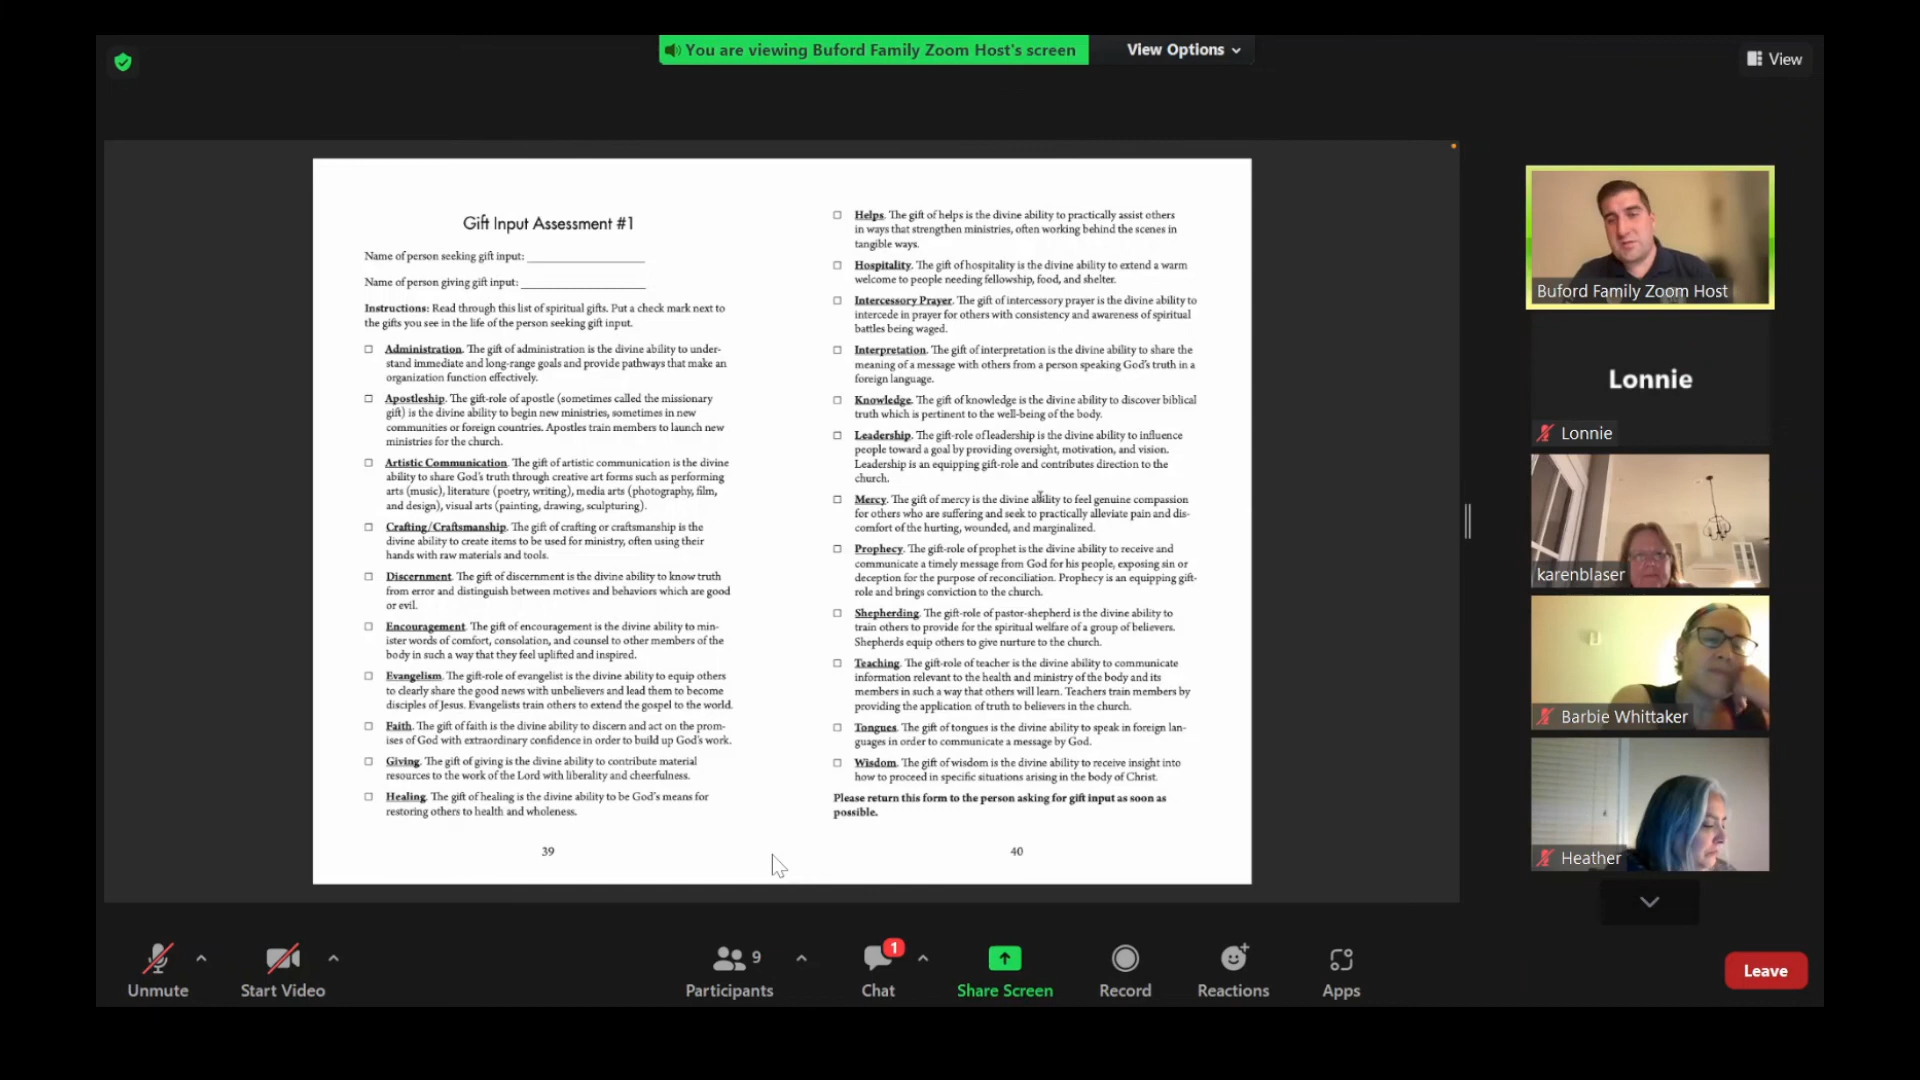 You are viewing Buford Family Zoom Host's screen
View Options
View
Gift Input Assessment #1
Name of person seeking gift input: ____________________
Name of person giving gift input: _____________________
Instructions: Read through this list of spiritual gifts. Put a check mark next to
the gifts you see in the life of the person seeking gift input.
Administration. The gift of administration is the divine ability to under-
stand immediate and long-range goals and provide pathways that make an
organization function effectively.
Apostleship. The gift-role of apostle (sometimes called the missionary
gift) is the divine ability to begin new ministries, sometimes in new
communities or foreign countries. Apostles train members to launch new
ministries for the church.
Artistic Communication. The gift of artistic communication is the divine
ability to share God's truth through creative art forms such as performing
arts (music), literature (poetry, writing), media arts (photography, film,
and design), visual arts (painting, drawing, sculpturing).
Crafting/Craftsmanship. The gift of crafting or craftsmanship is the
divine ability to create items to be used for ministry, often using their
hands with raw materials and tools.
Discernment. The gift of discernment is the divine ability to know truth
from error and distinguish between motives and behaviors which are good
or evil.
Encouragement. The gift of encouragement is the divine ability to min-
ister words of comfort, consolation, and counsel to other members of the
body in such a way that they feel uplifted and inspired.
Evangelism. The gift-role of evangelist is the divine ability to equip others
to clearly share the good news with unbelievers and lead them to become
disciples of Jesus. Evangelists train others to extend the gospel to the world.
Faith. The gift of faith is the divine ability to discern and act on the prom-
ises of God with extraordinary confidence in order to build up God's work.
Giving. The gift of giving is the divine ability to contribute material
resources to the work of the Lord with liberality and cheerfulness.
Healing. The gift of healing is the divine ability to be God's means for
restoring others to health and wholeness.
39
Helps. The gift of helps is the divine ability to practically assist others
in ways that strengthen ministries, often working behind the scenes in
tangible ways.
Hospitality. The gift of hospitality is the divine ability to extend a warm
welcome to people needing fellowship, food, and shelter.
Intercessory Prayer. The gift of intercessory prayer is the divine ability to
intercede in prayer for others with consistency and awareness of spiritual
battles being waged.
Interpretation. The gift of interpretation is the divine ability to share the
meaning of a message with others from a person speaking God's truth in a
foreign language.
Knowledge. The gift of knowledge is the divine ability to discover biblical
truth which is pertinent to the well-being of the body.
Leadership. The gift-role of leadership is the divine ability to influence
people toward a goal by providing oversight, motivation, and vision.
Leadership is an equipping gift-role and contributes direction to the
church.
Mercy. The gift of mercy is the divine ability to feel genuine compassion
for others who are suffering and seek to practically alleviate pain and dis-
comfort of the hurting, wounded, and marginalized.
Prophecy. The gift-role of prophet is the divine ability to receive and
communicate a timely message from God for his people, exposing sin or
deception for the purpose of reconciliation. Prophecy is an equipping gift-
role and brings conviction to the church.
Shepherding. The gift-role of pastor-shepherd is the divine ability to
train others to provide for the spiritual welfare of a group of believers.
Shepherds equip others to give nurture to the church.
Teaching. The gift-role of teacher is the divine ability to communicate
information relevant to the health and ministry of the body and its
members in such a way that others will learn. Teachers train members by
providing the application of truth to believers in the church.
Tongues. The gift of tongues is the divine ability to speak in foreign lan-
guages in order to communicate a message by God.
Wisdom. The gift of wisdom is the divine ability to receive insight into
how to proceed in specific situations arising in the body of Christ.
Please return this form to the person asking for gift input as soon as
possible.
40
Buford Family Zoom Host
Lonnie
Lonnie
karenblaser
Barbie Whittaker
Heather
Unmute
Start Video
9
Participants
1
Chat
Share Screen
Record
Reactions
Apps
Leave